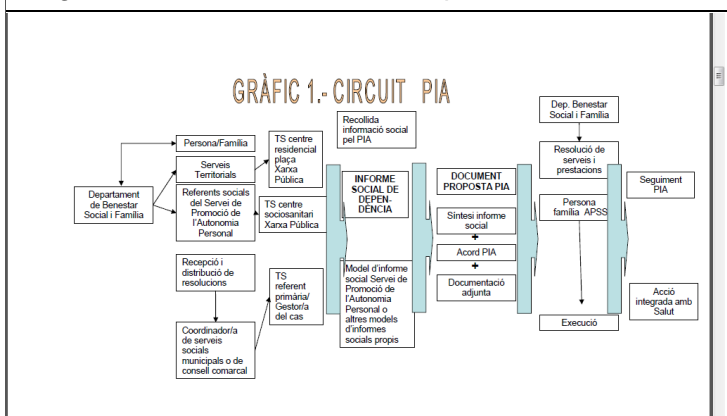 GRÀFIC 1.- CIRCUIT PIA
Departament
de Benestar
Social i Família
Persona/Família
Serveis
Territorials
Referents socials
del Servei de
Promoció de
l'Autonomia
Personal
Recepció i
distribució de
resolucions
Coordinador/a
de serveis
socials
municipals o de
consell comarcal
TS centre
residencial
plaça
Xarxa
Pública
TS centre
sociosanitari
Xarxa Pública
TS
referent
primària/
Gestor/a
del cas
Recollida
informació social
pel PIA
INFORME
SOCIAL DE
DEPEN-
DÈNCIA
Model d'informe
social Servei de
Promoció de
l'Autonomia
Personal o
altres models
d'informes
socials propis
DOCUMENT
PROPOSTA PIA
Síntesi informe
social
+
Acord PIA
+
Documentació
adjunta
Dep. Benestar
Social i Família
Resolució de
serveis i
prestacions
Persona
família APSS
Execució
Seguiment
PIA
Acció
integrada amb
Salut